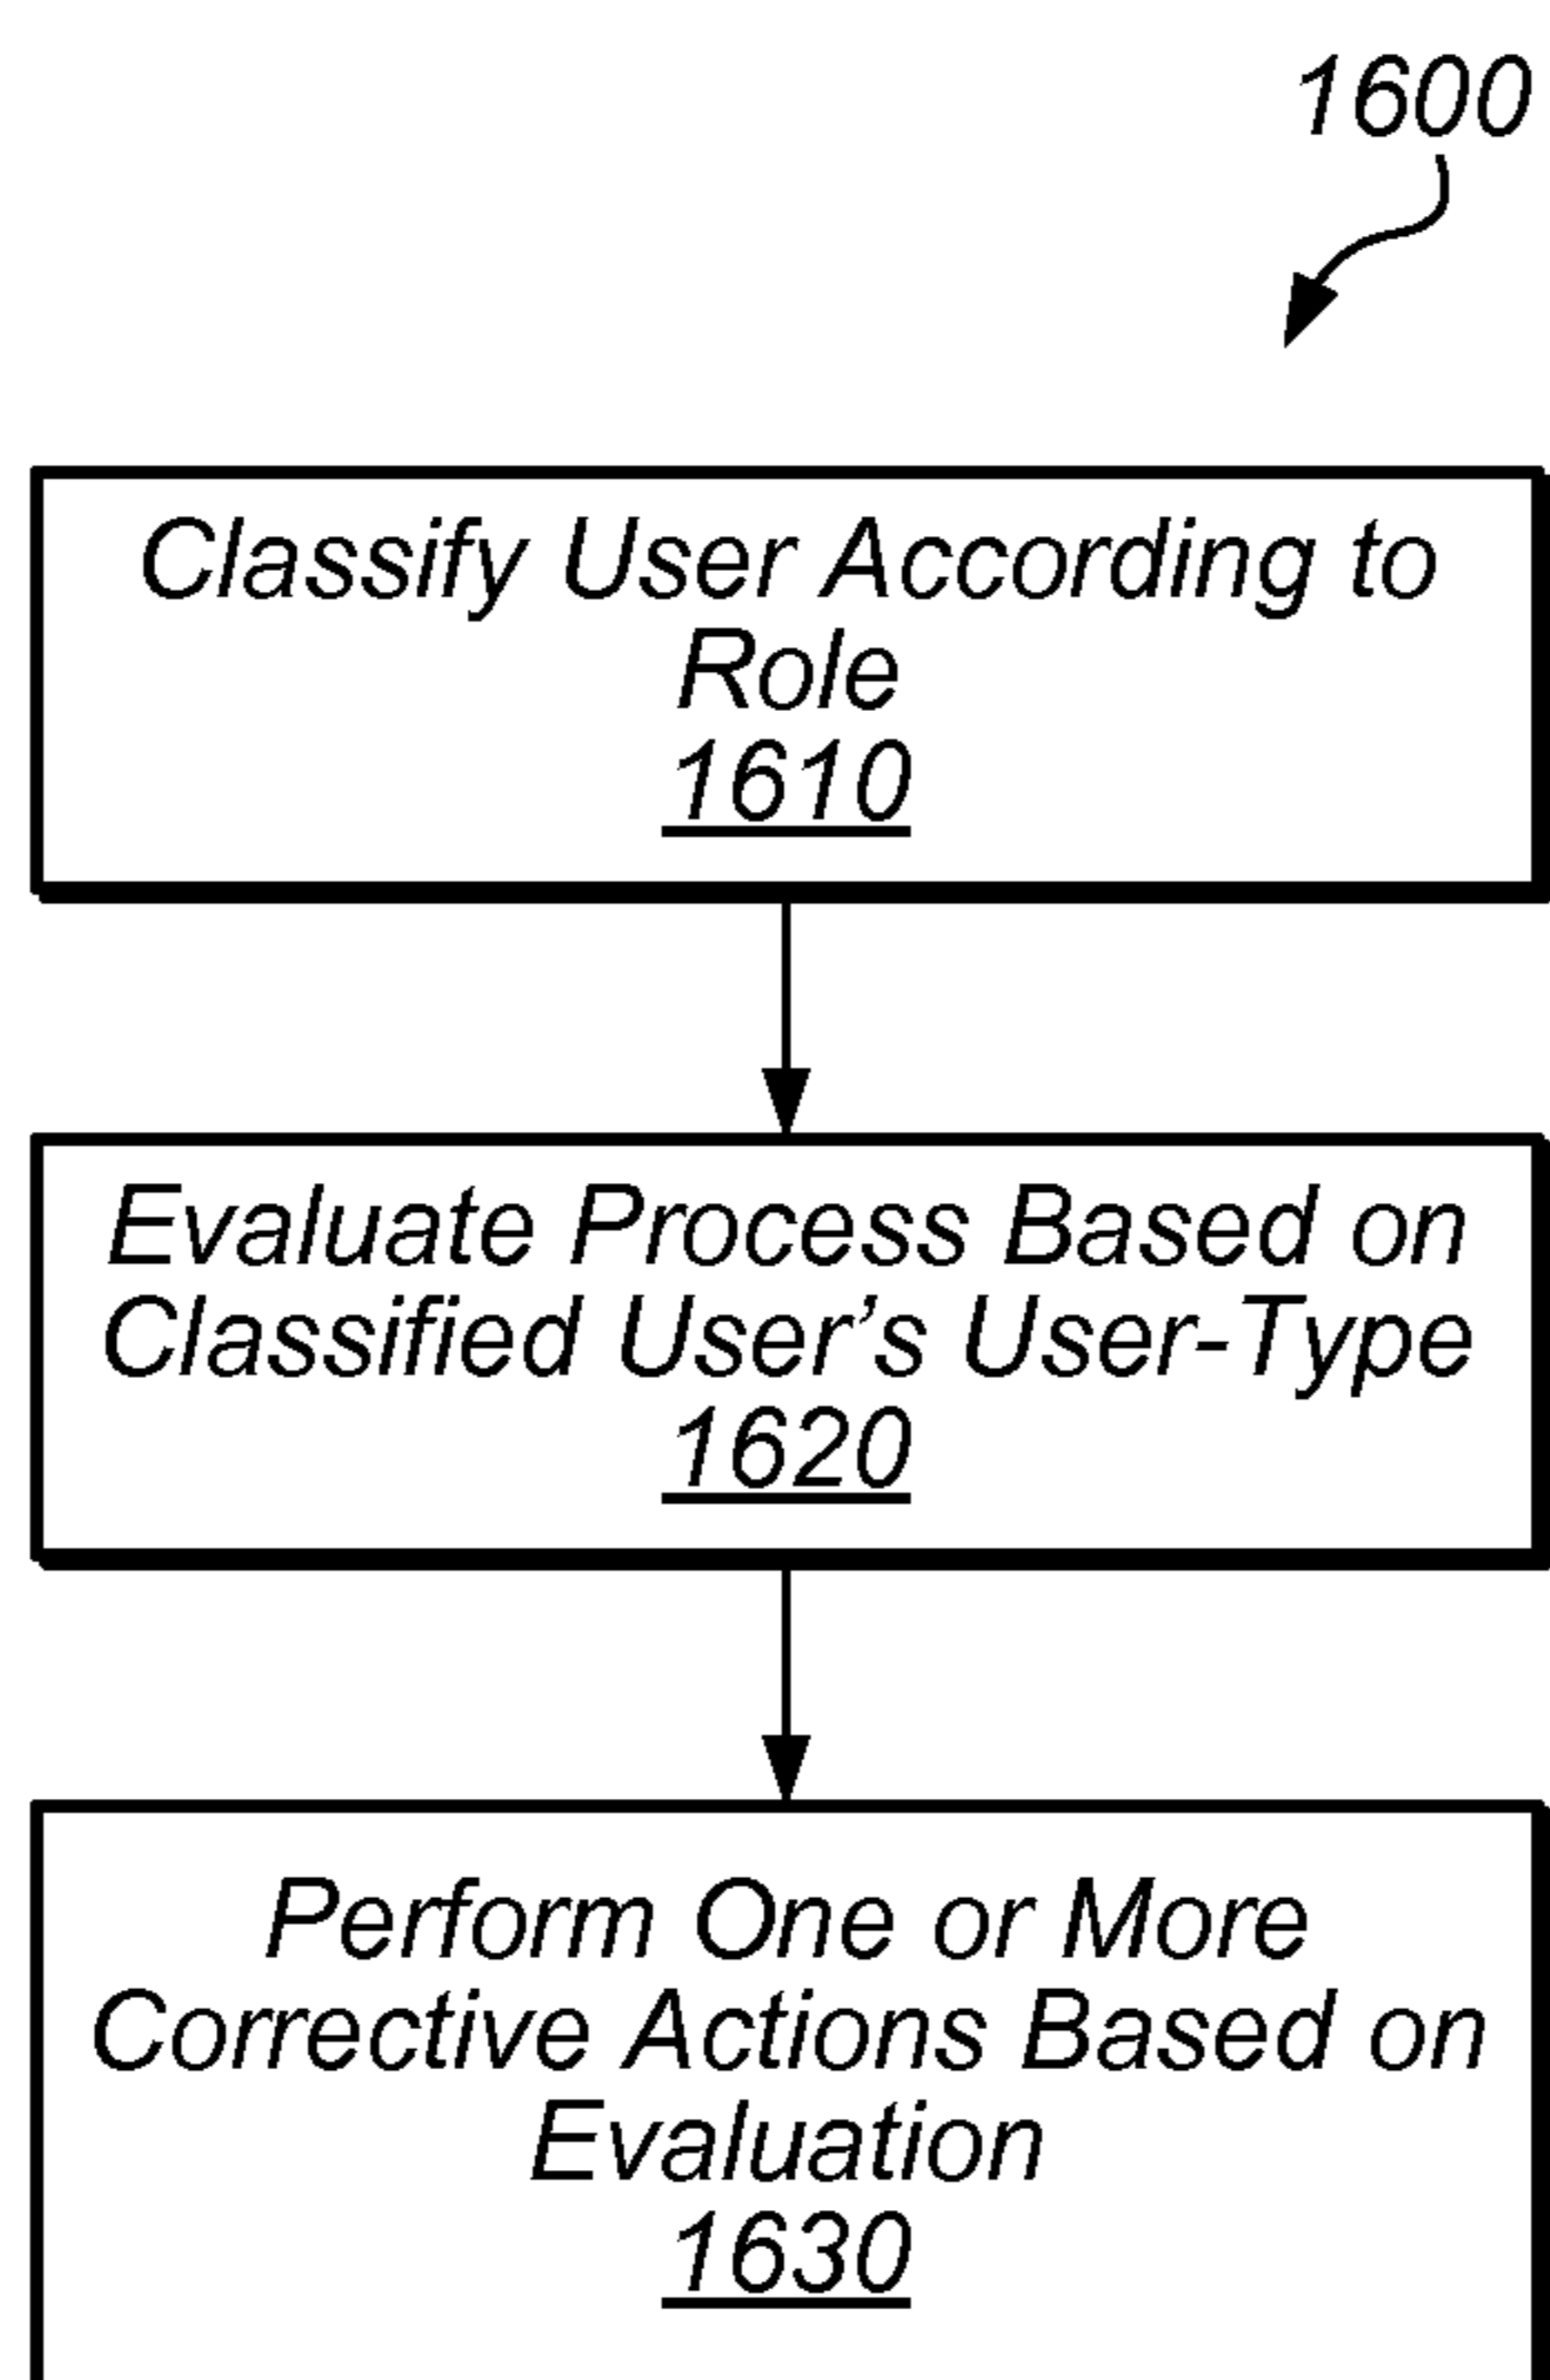 1600
Classify User According to
Role
1610
Evaluate Process Based on
Classified User’s User-Type
1620
Perform One or More
Corrective Actions Based on
Evaluation
1630